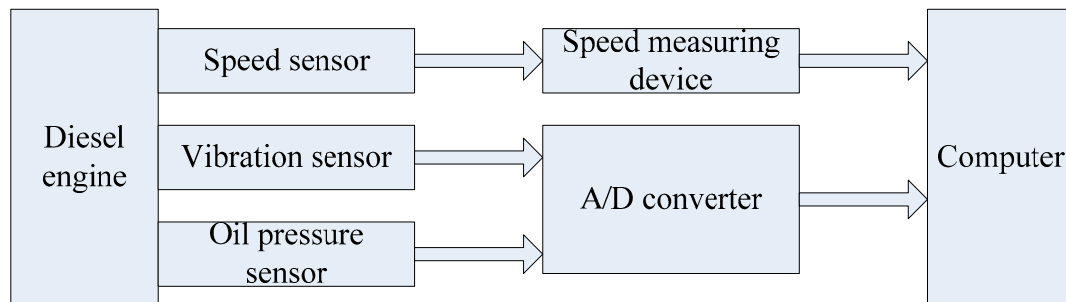 Diesel
engine
Speed sensor
Vibration sensor
Oil pressure
sensor
Speed measuring
device
A/D converter
Computer